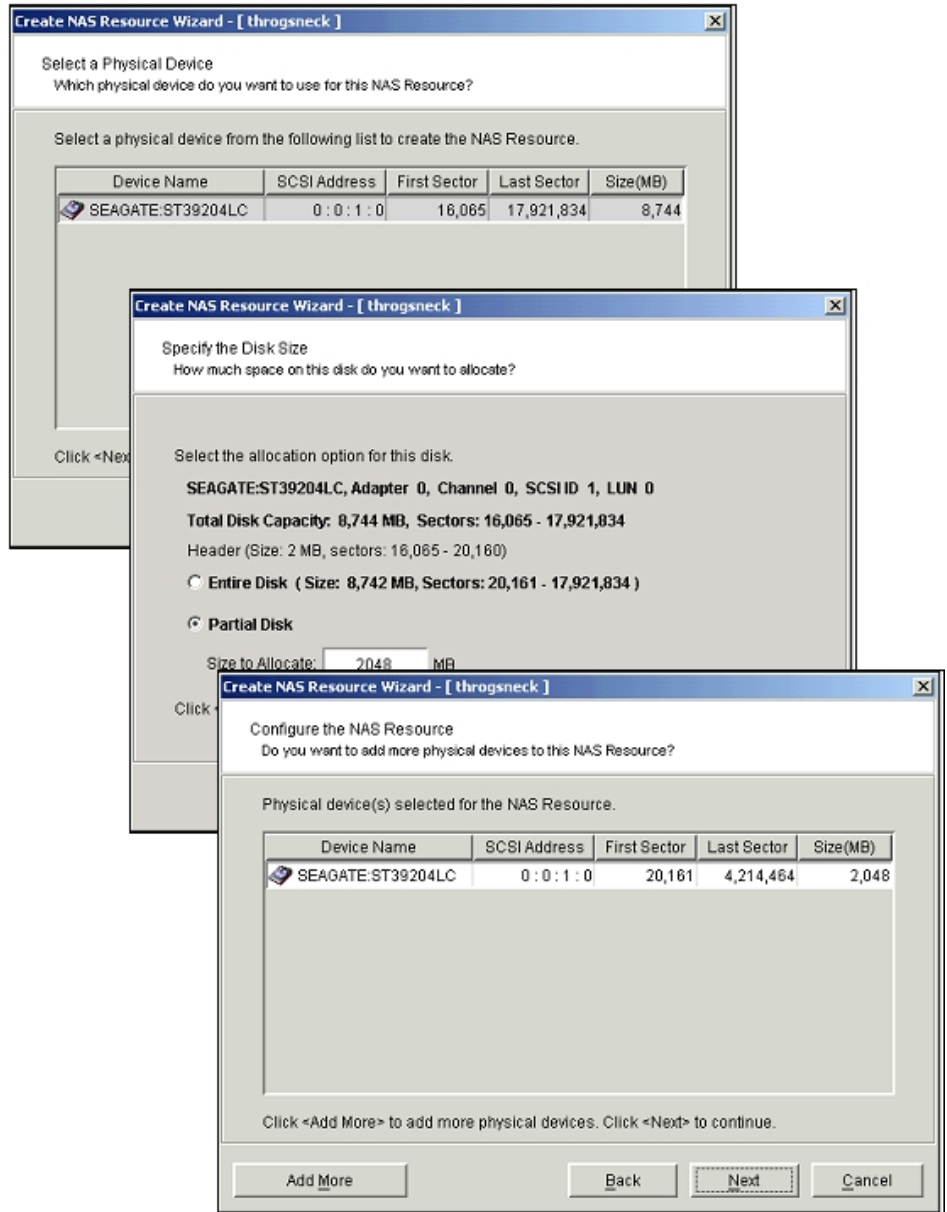 Create NAS Resource Wizard - [ throgsneck ]
Select a Physical Device
Which physical device do you want to use for this NAS Resource?
Select a physical device from the following list to create the NAS Resource.
Device Name SCSI Address First Sector Last Sector Size(MB)
SEAGATE:ST39204LC 0 : 0 : 1 : 0 16,065 17,921,834 8,744
Click
Create NAS Resource Wizard - [ throgsneck ]
Specify the Disk Size
How much space on this disk do you want to allocate?
Select the allocation option for this disk.
SEAGATE:ST39204LC, Adapter 0, Channel 0, SCSI ID 1, LUN 0
Total Disk Capacity: 8,744 MB, Sectors: 16,065 - 17,921,834
Header (Size: 2 MB, sectors: 16,065 - 20,160)
Entire Disk ( Size: 8,742 MB, Sectors: 20,161 - 17,921,834 )
Partial Disk
Size to Allocate: 2048 MB
Click
Create NAS Resource Wizard - [ throgsneck ]
Configure the NAS Resource
Do you want to add more physical devices to this NAS Resource?
Physical device(s) selected for the NAS Resource.
Device Name SCSI Address First Sector Last Sector Size(MB)
SEAGATE:ST39204LC 0 : 0 : 1 : 0 20,161 4,214,464 2,048
Click <Add More> to add more physical devices. Click <Next> to continue.
Add More Back Next Cancel